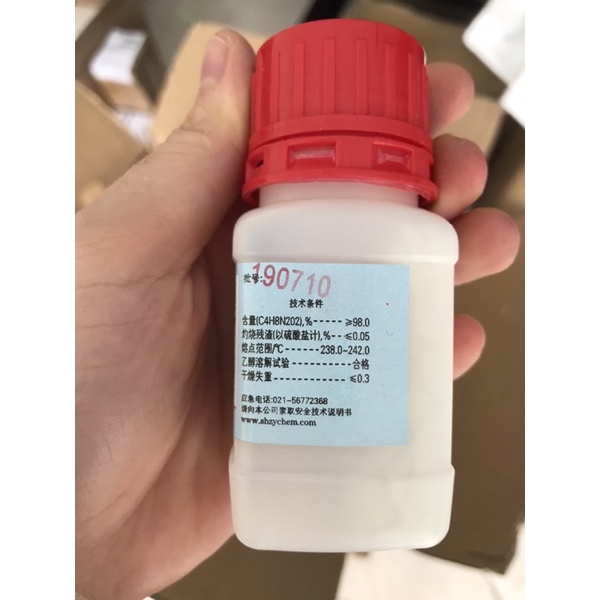 批号:190710
技术条件
含量(C4H8N2O2),%------≥98.0
灼烧残渣(以硫酸盐计),%--≤0.05
熔点范围/℃------238.0~242.0
乙醇溶解试验-----------合格
干燥失重---------------≤0.3
应急电话:021-56772368
请向本公司索取安全技术说明书
www.shzychem.com